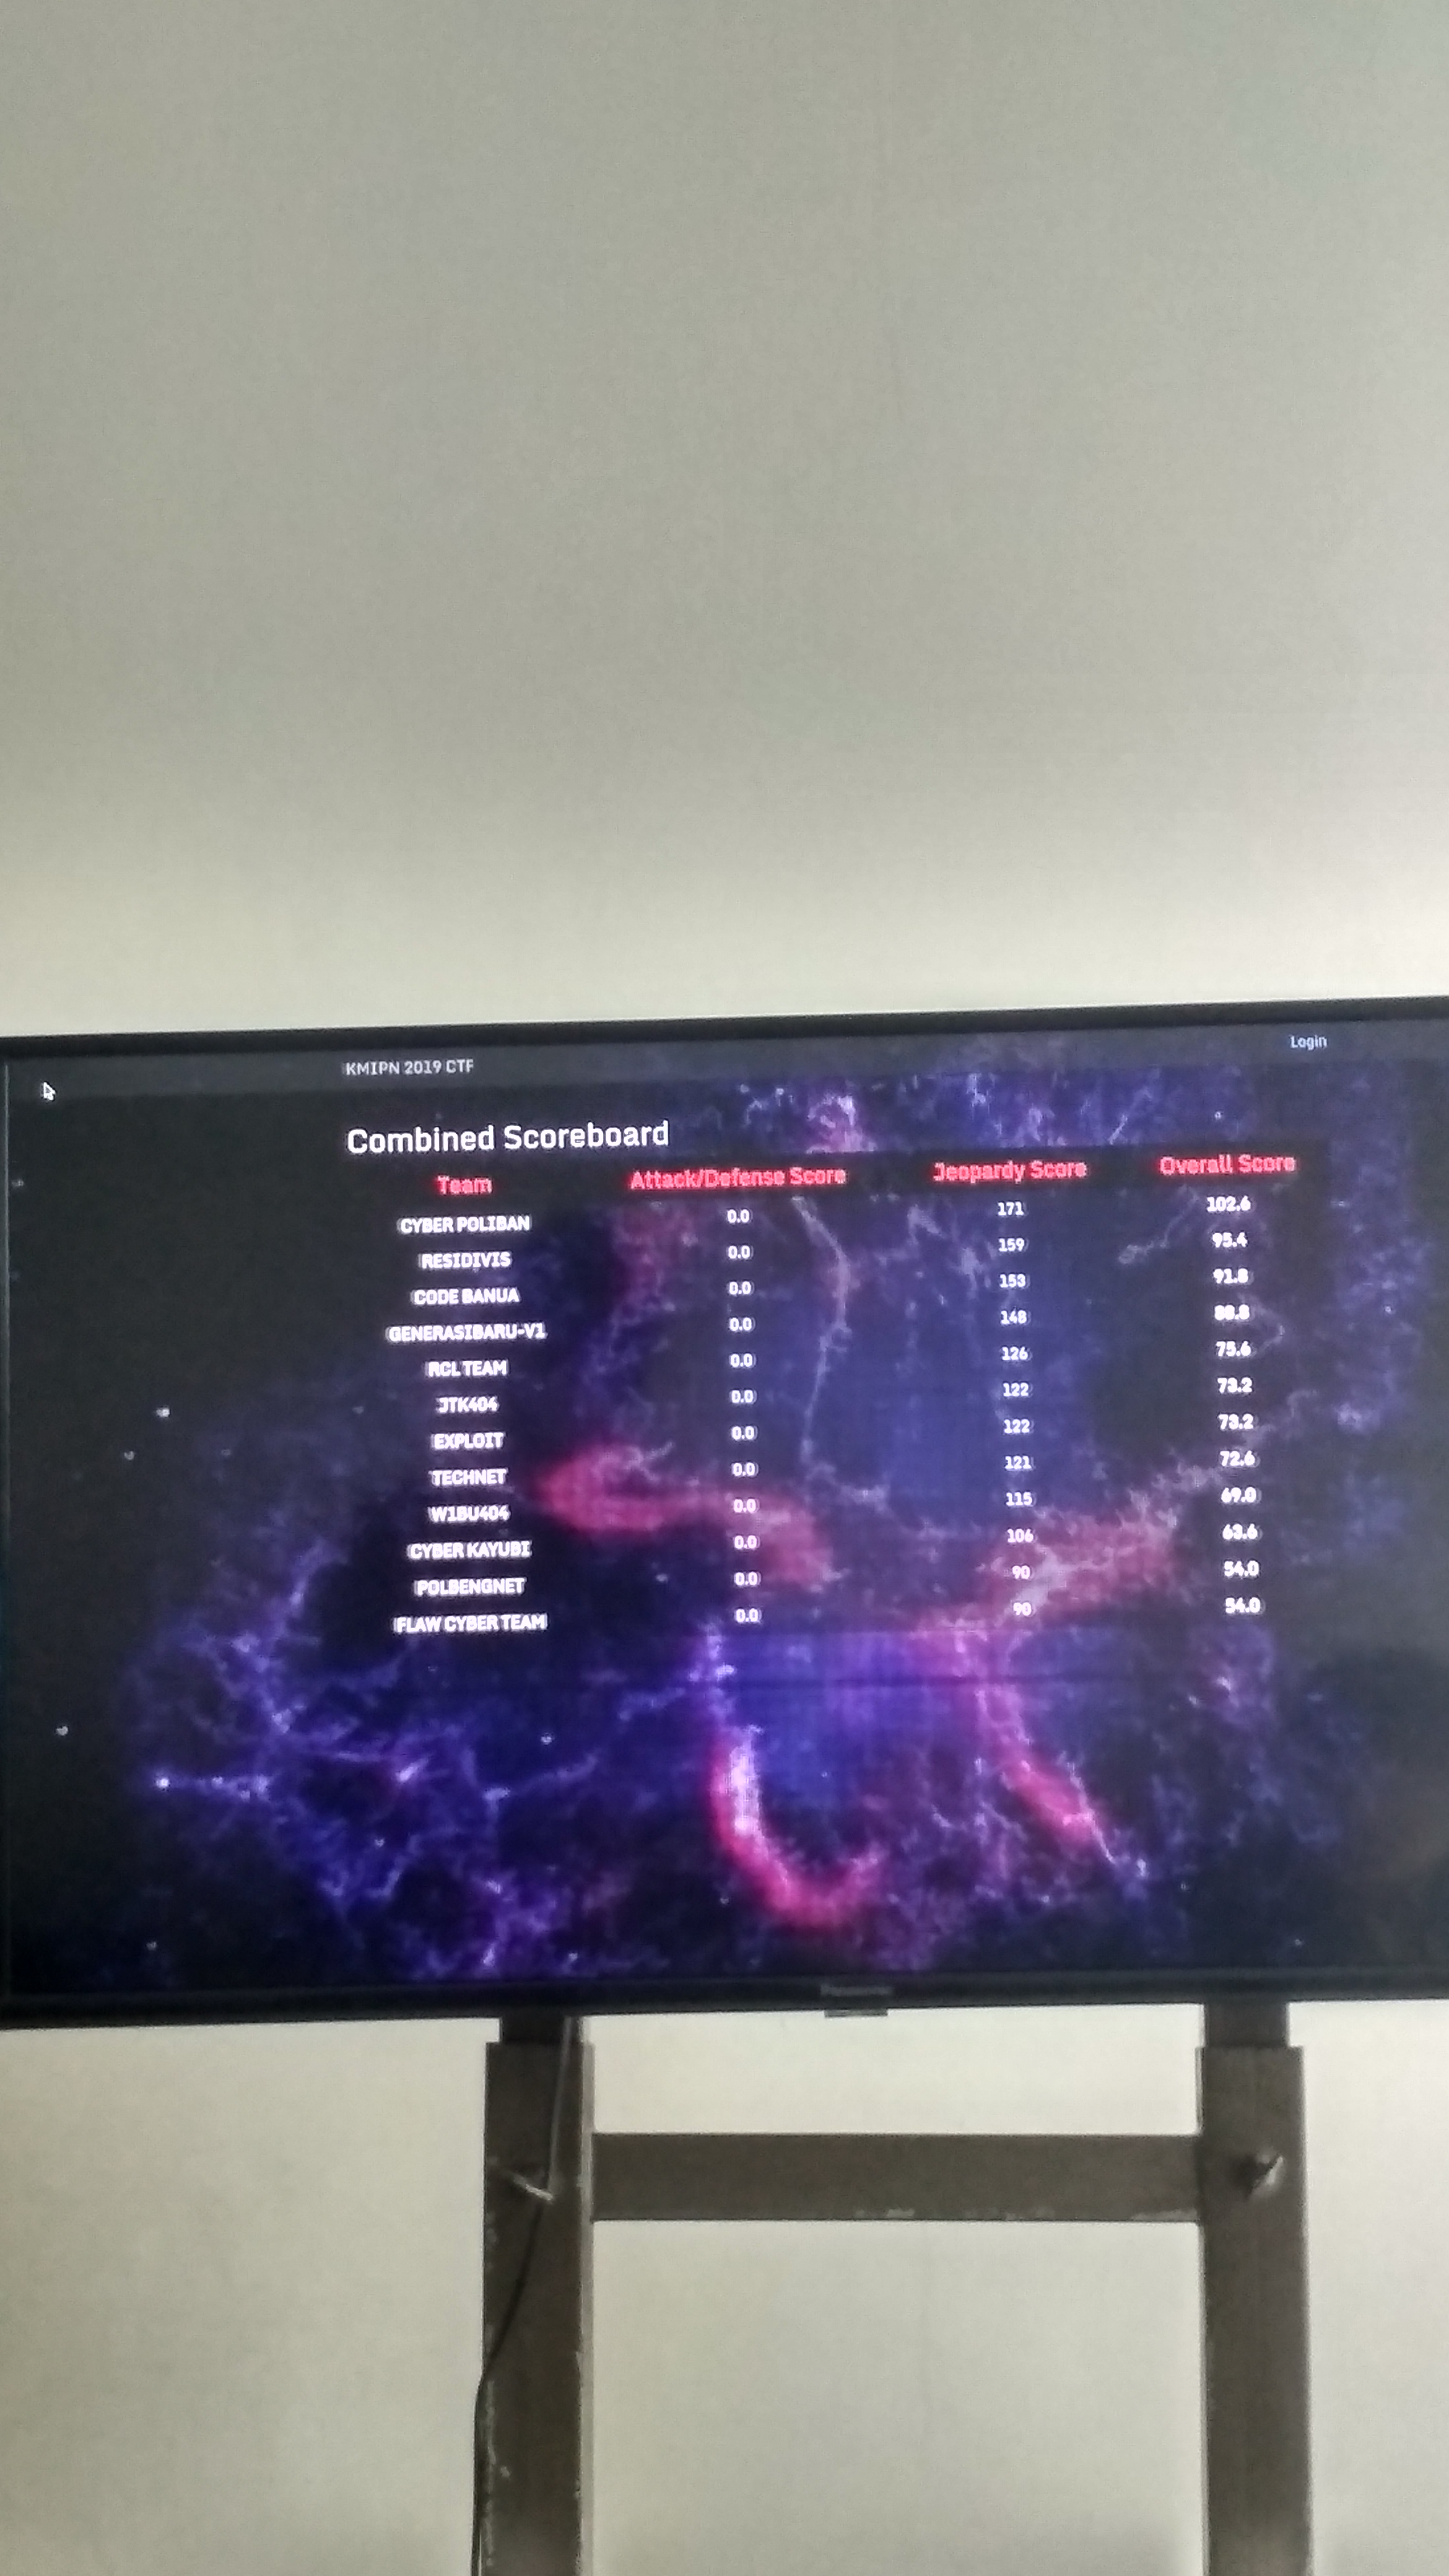 Login
KMIPN 2019 CTF
Combined Scoreboard
Team Attack/Defense Score Jeopardy Score Overall Score
CYBER POLIBAN 0.0 171 102.6
RESIDIVIS 0.0 159 95.4
CODE BANUA 0.0 153 91.8
GENERASIBARU-V1 0.0 148 88.8
RCL TEAM 0.0 126 75.6
JTK404 0.0 122 73.2
EXPLOIT 0.0 122 73.2
TECHNET 0.0 121 72.6
W1BU404 0.0 115 69.0
CYBER KAYUBI 0.0 106 63.6
POLBENGNET 0.0 90 54.0
FLAW CYBER TEAM 0.0 90 54.0
Panasonic